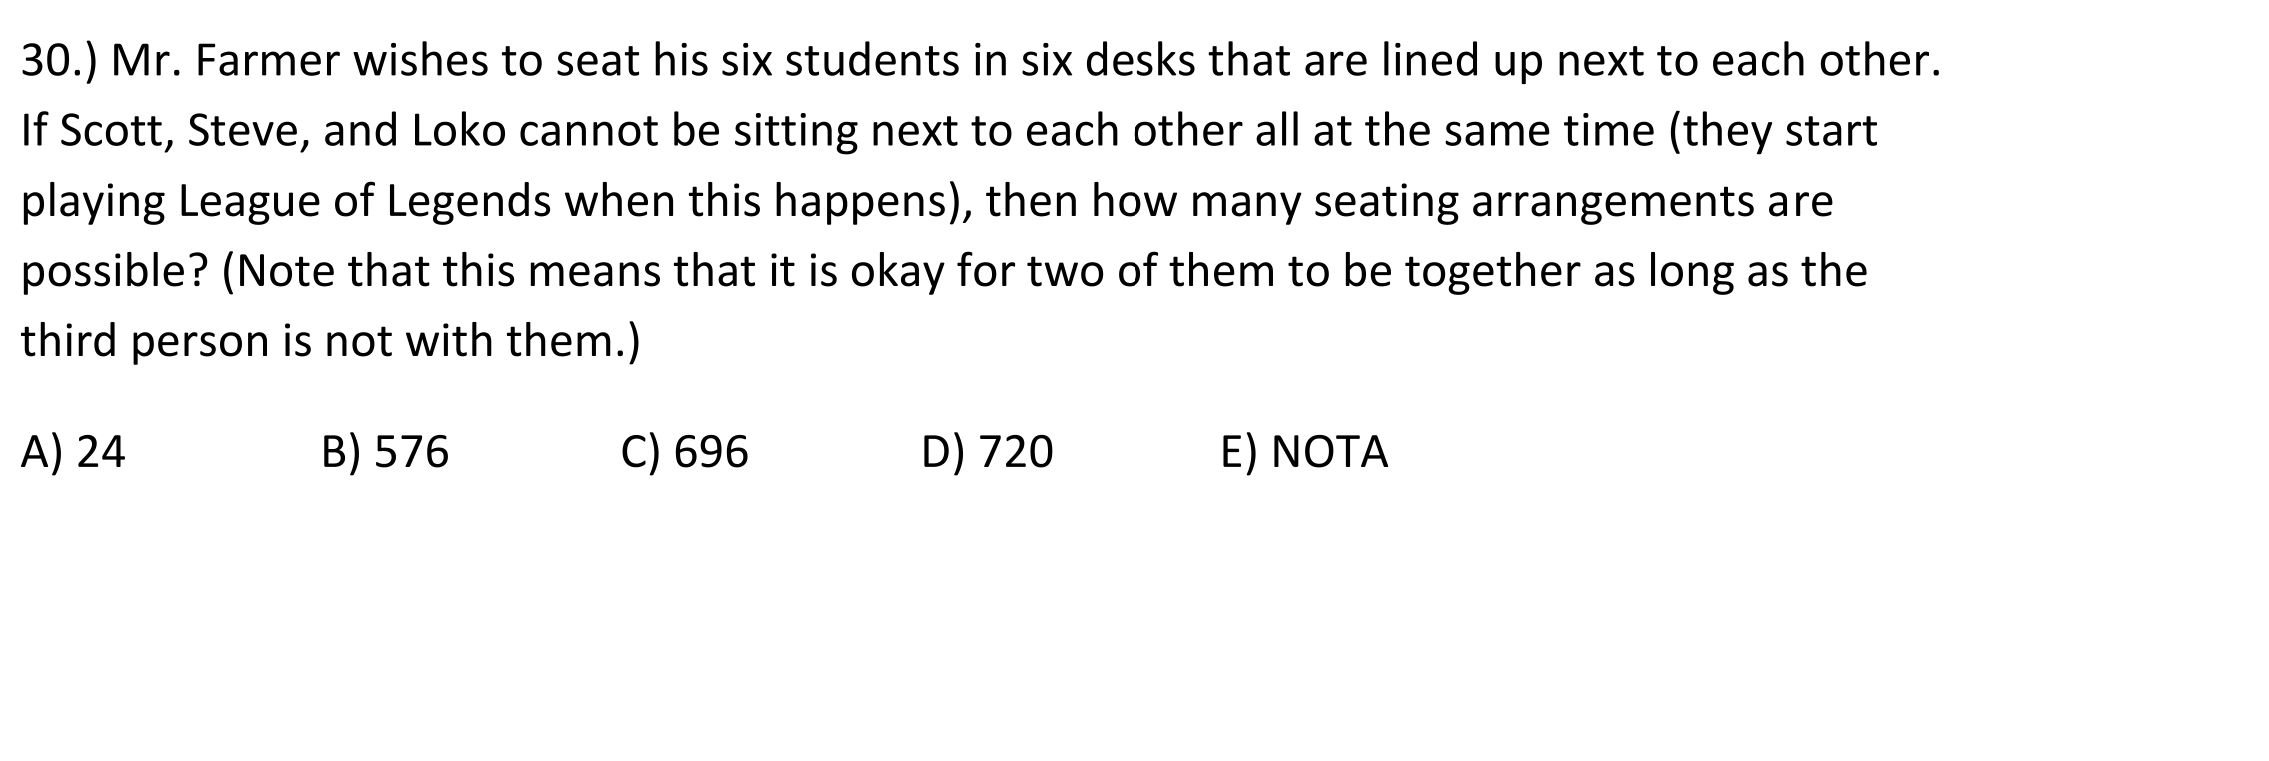 30.) Mr. Farmer wishes to seat his six students in six desks that are lined up next to each other.
If Scott, Steve, and Loko cannot be sitting next to each other all at the same time (they start
playing League of Legends when this happens), then how many seating arrangements are
possible? (Note that this means that it is okay for two of them to be together as long as the
third person is not with them.)
A) 24 B) 576 C) 696 D) 720 E) NOTA